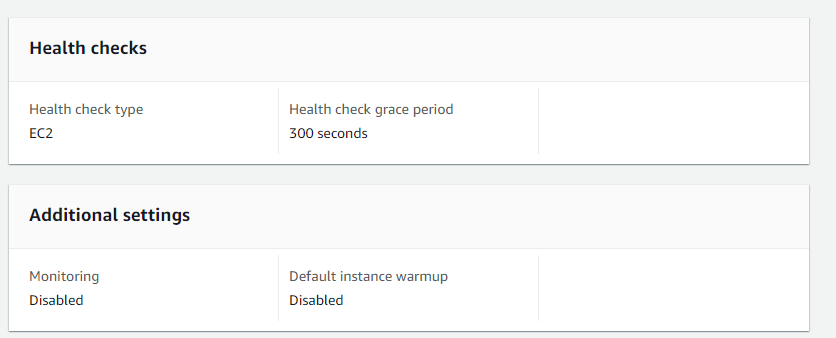 Health checks
Health check type
EC2
Health check grace period
300 seconds
Additional settings
Monitoring
Disabled
Default instance warmup
Disabled